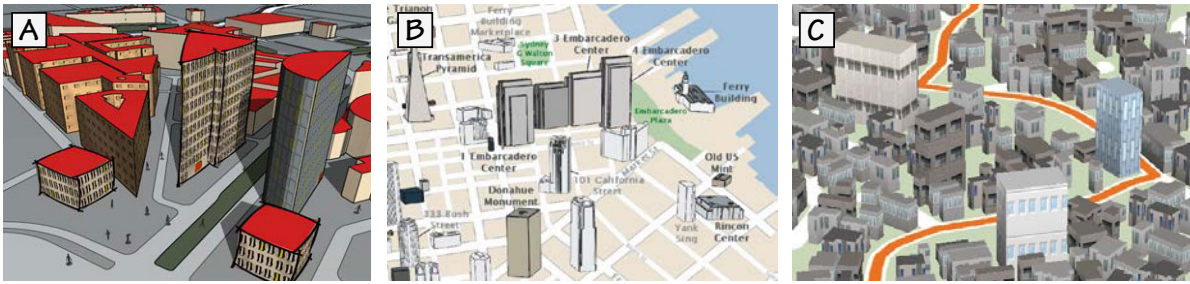 A
B
C
Trianon
Ferry
Building
Marketplace
Sydney
G Walton
Square
3 Embarcadero
Center
4 Embarcadero
Center
Transamerica
Pyramid
Ferry
Building
Embarcadero
Plaza
1 Embarcadero
Center
101 California
Street
Old US
Mint
Donahue
Monument
333 Bush
Street
Yank
Sing
Rincon
Center